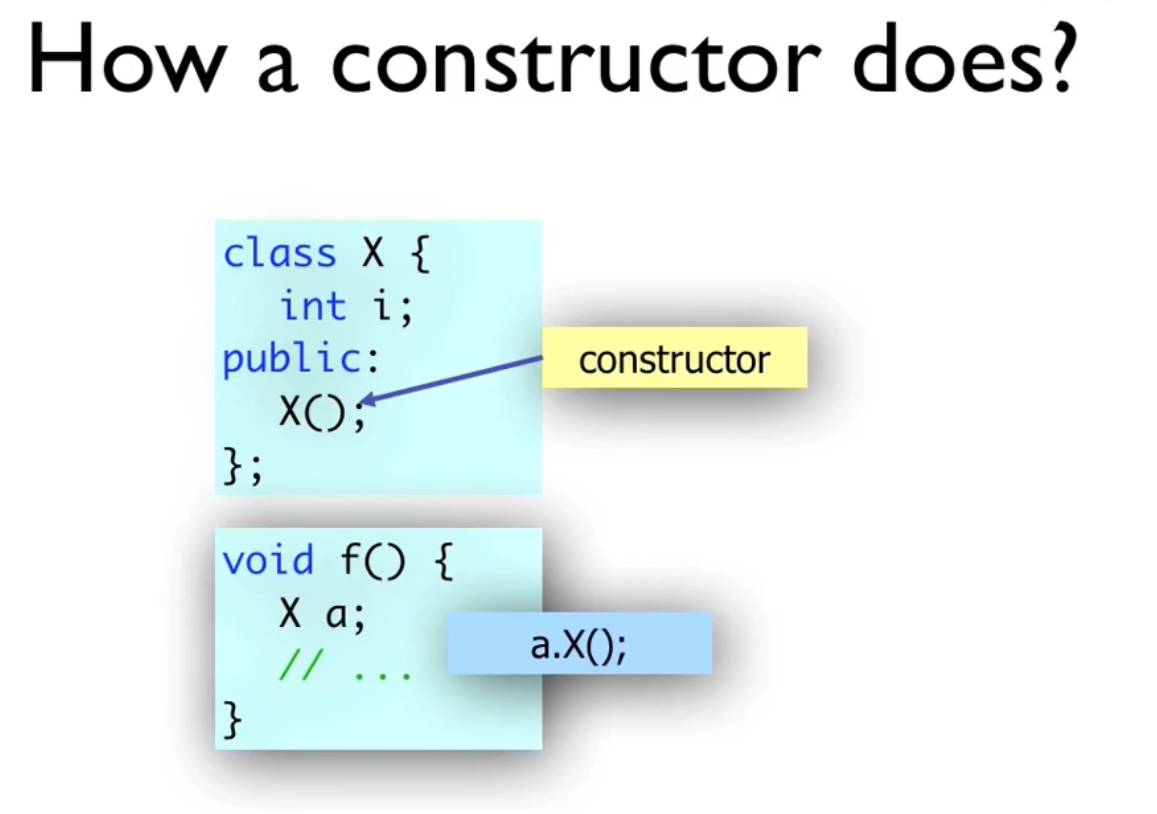 How a constructor does?
class X {
int i;
public:
constructor
X();
};
void f() {
X a;
a.X();
// ...
}